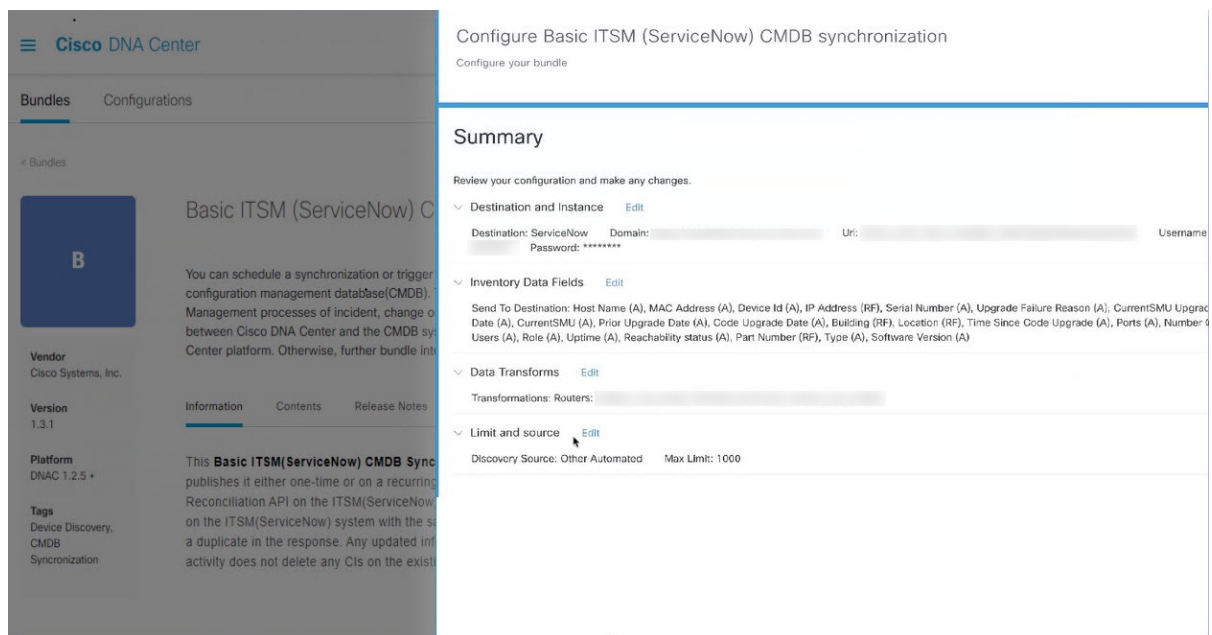 Cisco DNA Center
Bundles Configurations
< Bundles
B
Basic ITSM (ServiceNow) C
You can schedule a synchronization or trigger
configuration management database(CMDB).
Management processes of incident, change o
between Cisco DNA Center and the CMDB sy
Center platform. Otherwise, further bundle int
Vendor
Cisco Systems, Inc.
Version
1.3.1
Platform
DNAC 1.2.5 +
Tags
Device Discovery,
CMDB
Syncronization
Information Contents Release Notes
This Basic ITSM(ServiceNow) CMDB Sync
publishes it either one-time or on a recurring
Reconciliation API on the ITSM(ServiceNow
on the ITSM(ServiceNow) system with the sa
a duplicate in the response. Any updated inf
activity does not delete any CIs on the existi
Configure Basic ITSM (ServiceNow) CMDB synchronization
Configure your bundle
Summary
Review your configuration and make any changes.
Destination and Instance Edit
Destination: ServiceNow Domain: Url: Username
Password: ********
Inventory Data Fields Edit
Send To Destination: Host Name (A), MAC Address (A), Device Id (A), IP Address (RF), Serial Number (A), Upgrade Failure Reason (A), CurrentSMU Upgrad
Date (A), CurrentSMU (A), Prior Upgrade Date (A), Code Upgrade Date (A), Building (RF), Location (RF), Time Since Code Upgrade (A), Ports (A), Number
Users (A), Role (A), Uptime (A), Reachability status (A), Part Number (RF), Type (A), Software Version (A)
Data Transforms Edit
Transformations: Routers:
Limit and source Edit
Discovery Source: Other Automated Max Limit: 1000